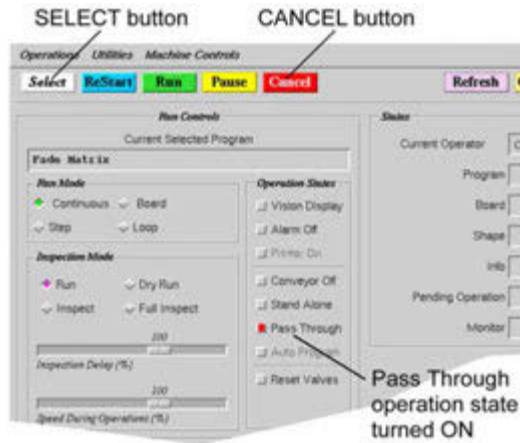 SELECT button CANCEL button
Operations Utilities Machine Controls
Select ReStart Run Pause Cancel Refresh
Run Controls Status
Current Selected Program Current Operator
Fade Matrix Program
Run Mode Operation States Board
Continuous Board Vision Display Shape
Step Loop Alarm Off Info
Printer On
Inspection Mode Conveyor Off Pending Operation
Run Dry Run Stand Alone
Inspect Full Inspect Pass Through Monitor
100 Auto Program
Inspection Delay (%) Reset Valves
100
Speed During Operations (%)
Pass Through
operation state
turned ON